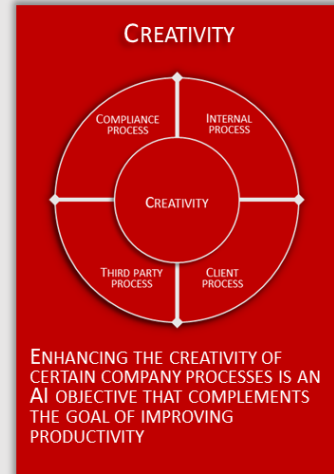 CREATIVITY
COMPLIANCE
PROCESS
INTERNAL
PROCESS
CREATIVITY
THIRD PARTY
PROCESS
CLIENT
PROCESS
ENHANCING THE CREATIVITY OF
CERTAIN COMPANY PROCESSES IS AN
AI OBJECTIVE THAT COMPLEMENTS
THE GOAL OF IMPROVING
PRODUCTIVITY